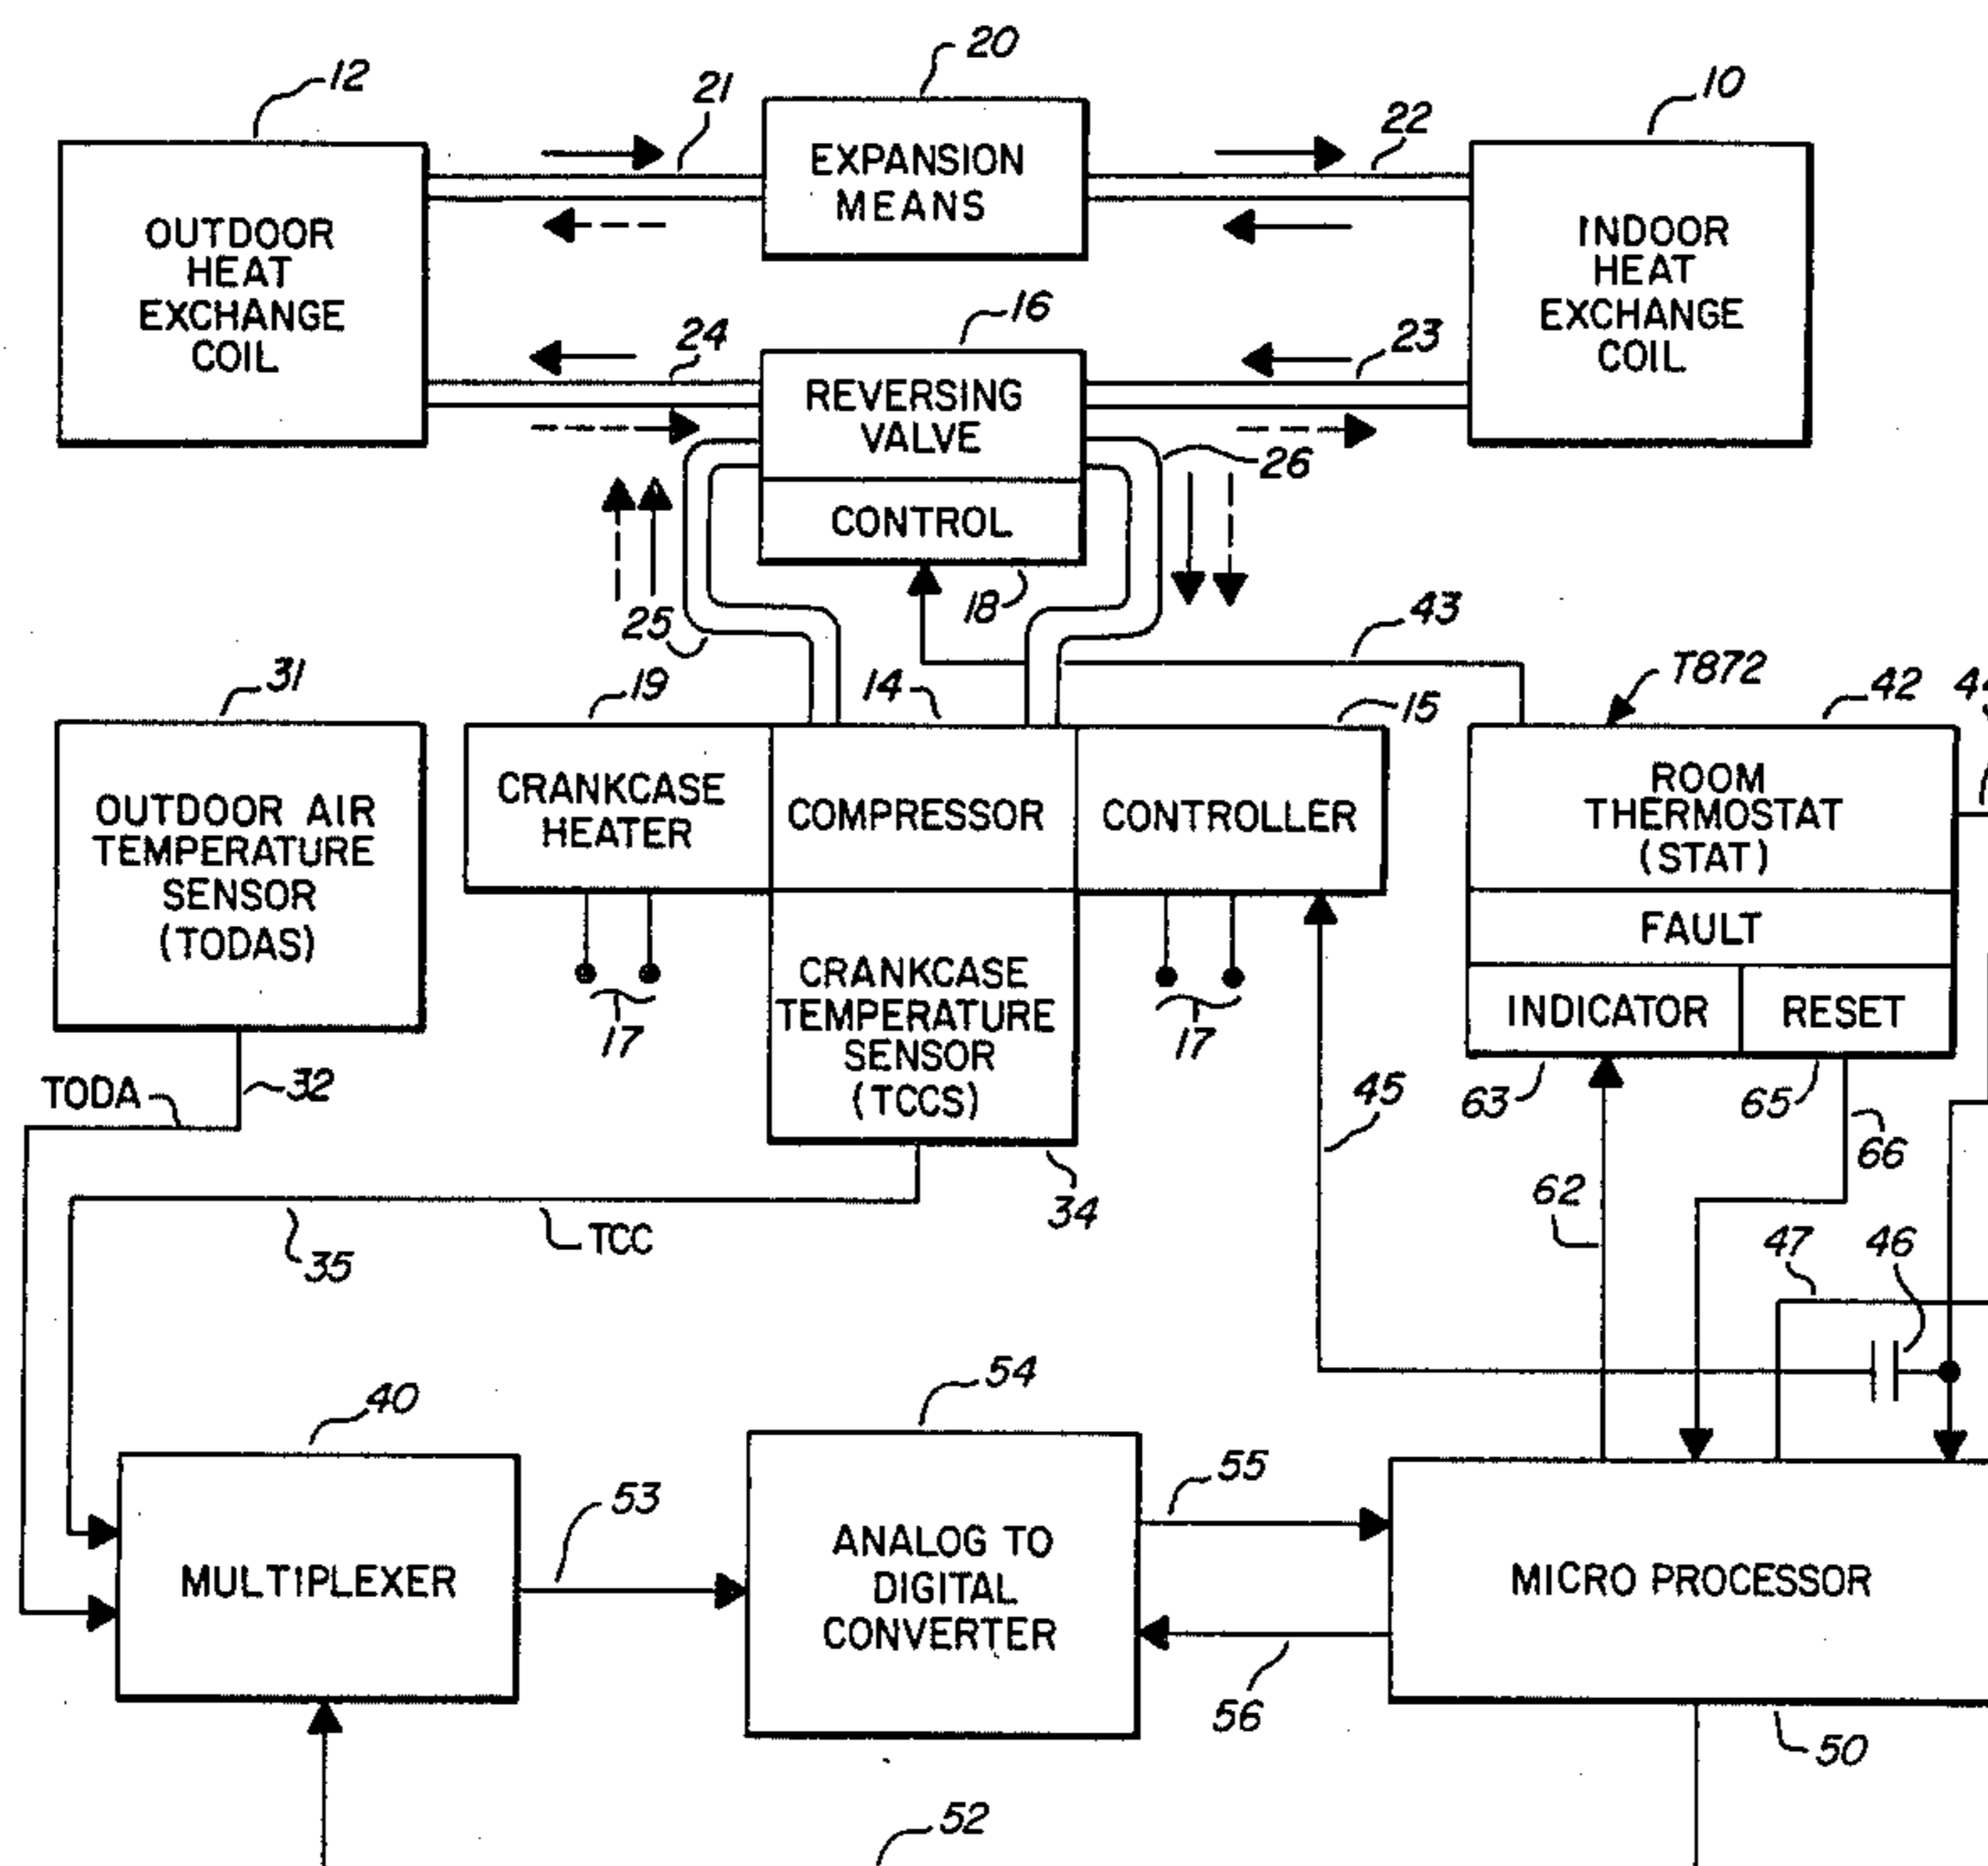 12
21
20
22
10
OUTDOOR
HEAT
EXCHANGE
COIL
EXPANSION
MEANS
INDOOR
HEAT
EXCHANGE
COIL
24
16
23
REVERSING
VALVE
CONTROL
26
25
18
43
31
19
14
15
T872
42
OUTDOOR AIR
TEMPERATURE
SENSOR
(TODAS)
CRANKCASE
HEATER
COMPRESSOR
CONTROLLER
ROOM
THERMOSTAT
(STAT)
FAULT
INDICATOR
RESET
17
CRANKCASE
TEMPERATURE
SENSOR
(TCCS)
17
TODA
32
45
63
65
66
34
62
35
TCC
47
46
40
54
53
55
MULTIPLEXER
ANALOG TO
DIGITAL
CONVERTER
MICRO PROCESSOR
56
50
52